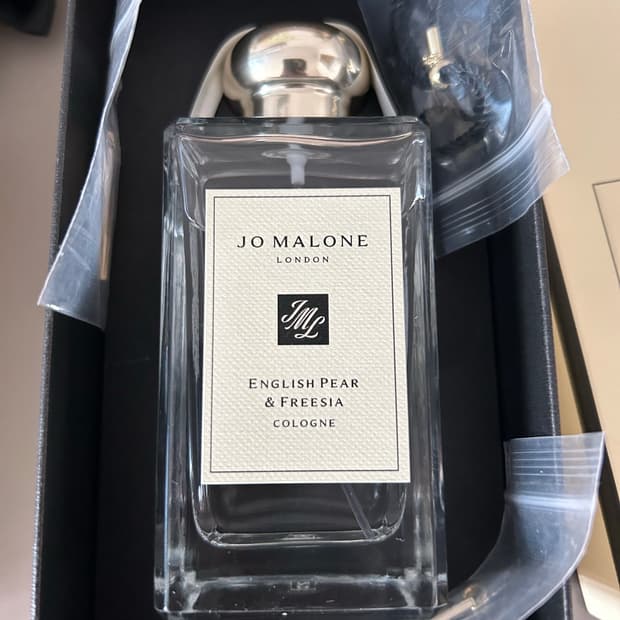 JO MALONE
LONDON
JML
ENGLISH PEAR
& FREESIA
COLOGNE